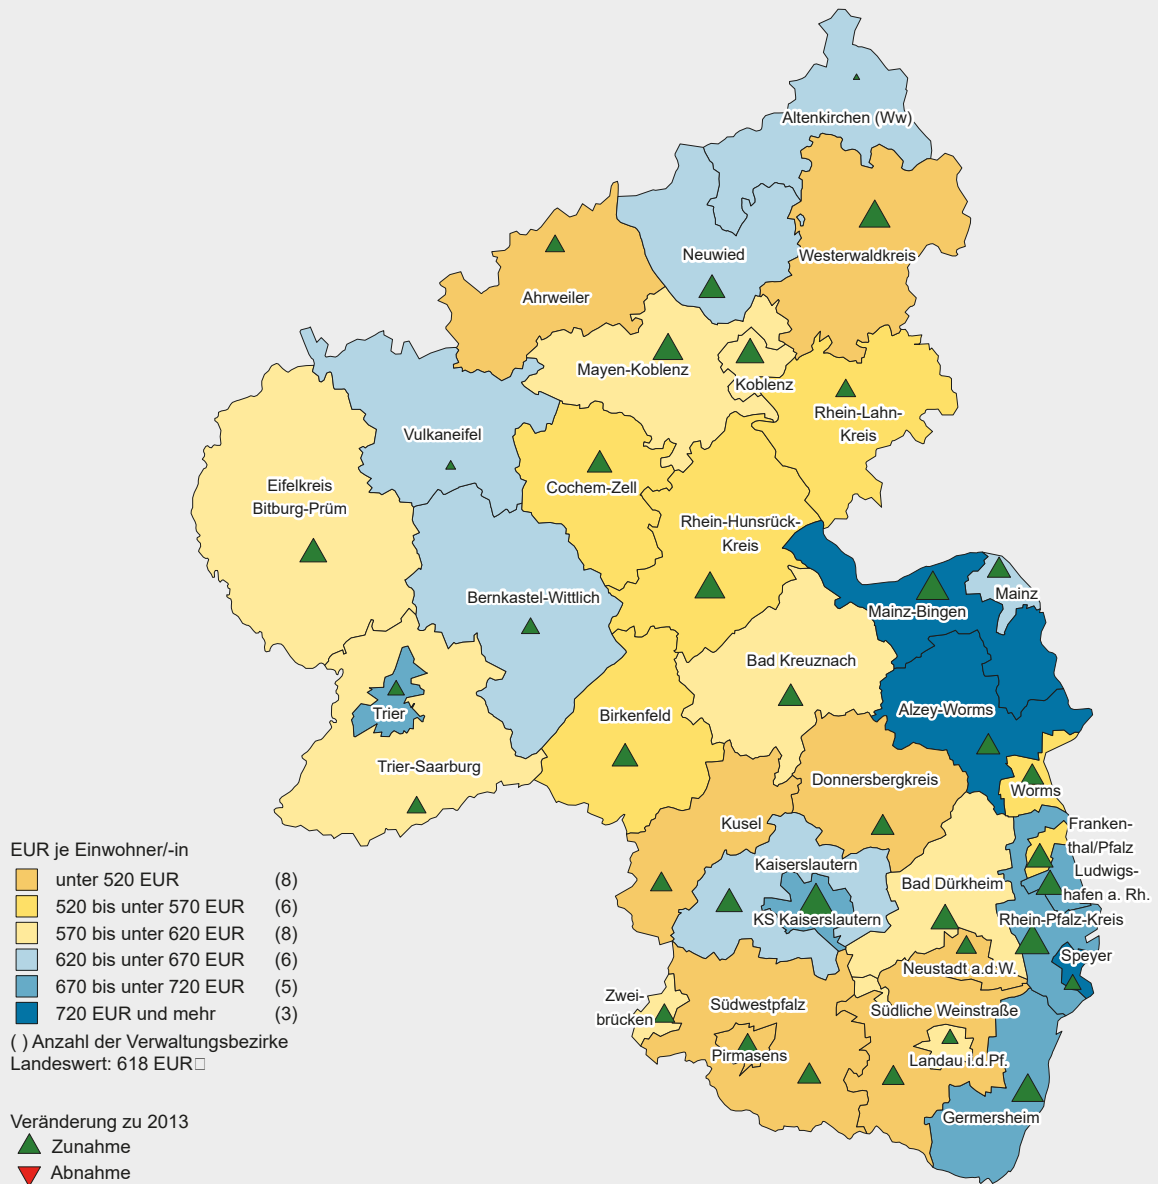 Altenkirchen (Ww)
Neuwied
Westerwaldkreis
Ahrweiler
Mayen-Koblenz
Koblenz
Rhein-Lahn-
Kreis
Vulkaneifel
Cochem-Zell
Eifelkreis
Bitburg-Prüm
Rhein-Hunsrück-
Kreis
Bernkastel-Wittlich
Mainz-Bingen
Mainz
Bad Kreuznach
Trier
Birkenfeld
Alzey-Worms
Trier-Saarburg
Donnersbergkreis
Worms
Kusel
Franken-
thal/Pfalz
Kaiserslautern
Ludwigs-
hafen a. Rh.
Bad Dürkheim
KS Kaiserslautern
Rhein-Pfalz-Kreis
Speyer
Neustadt a.d.W.
Zwei-
brücken
Südwestpfalz
Südliche Weinstraße
Pirmasens
Landau i.d.Pf.
Germersheim
EUR je Einwohner/-in
unter 520 EUR (8)
520 bis unter 570 EUR (6)
570 bis unter 620 EUR (8)
620 bis unter 670 EUR (6)
670 bis unter 720 EUR (5)
720 EUR und mehr (3)
( ) Anzahl der Verwaltungsbezirke
Landeswert: 618 EUR
Veränderung zu 2013
Zunahme
Abnahme